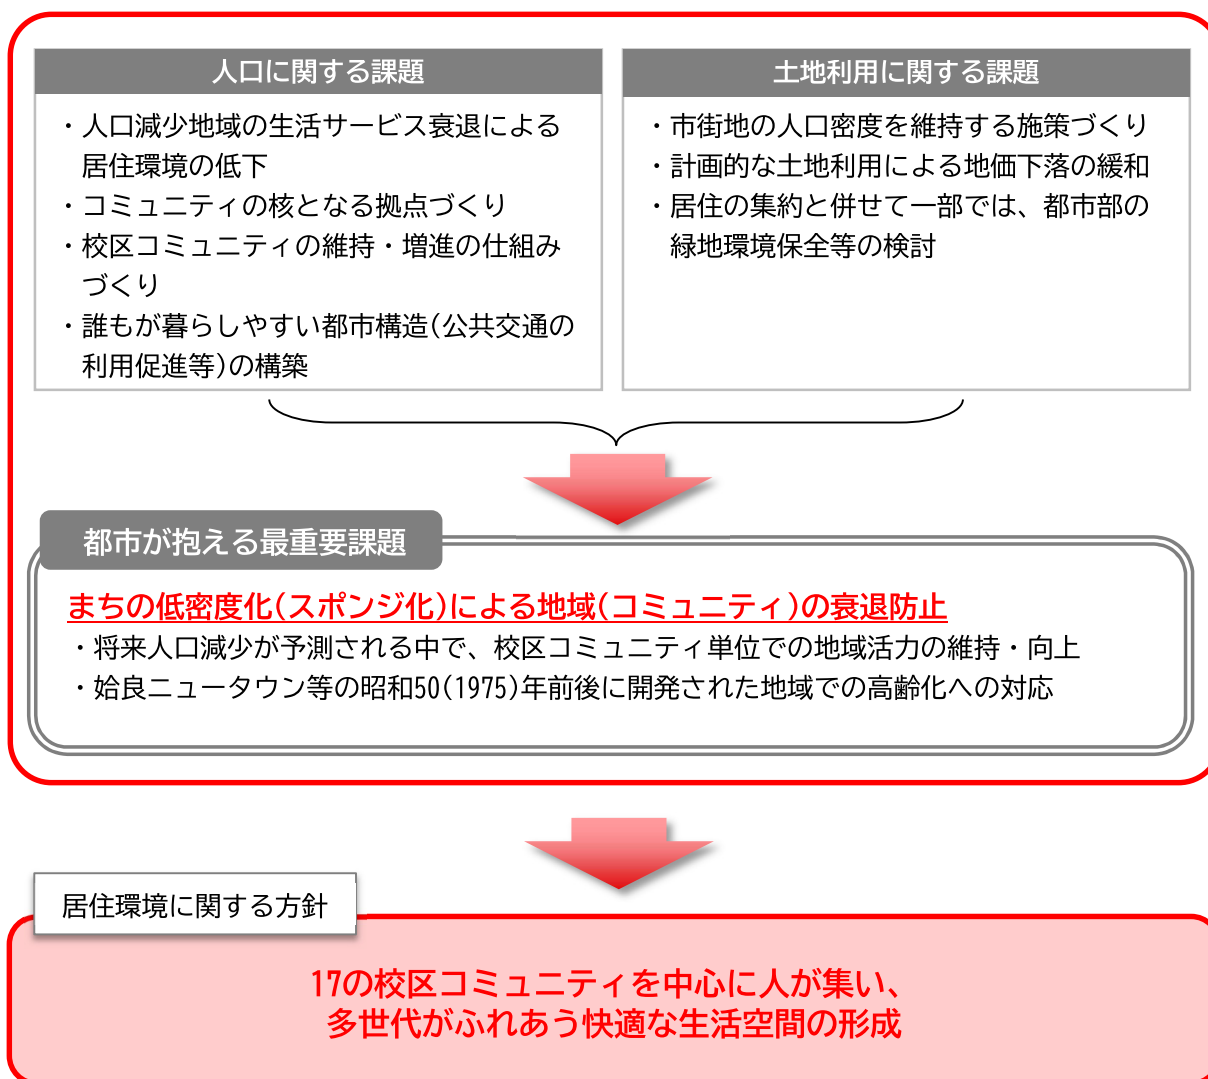 人口に関する課題
・人口減少地域の生活サービス衰退による
居住環境の低下
・コミュニティの核となる拠点づくり
・校区コミュニティの維持・増進の仕組み
づくり
・誰もが暮らしやすい都市構造(公共交通の
利用促進等)の構築
土地利用に関する課題
・市街地の人口密度を維持する施策づくり
・計画的な土地利用による地価下落の緩和
・居住の集約と併せて一部では、都市部の
緑地環境保全等の検討
都市が抱える最重要課題
まちの低密度化(スポンジ化)による地域(コミュニティ)の衰退防止
・将来人口減少が予測される中で、校区コミュニティ単位での地域活力の維持・向上
・姶良ニュータウン等の昭和50(1975)年前後に開発された地域での高齢化への対応
居住環境に関する方針
17の校区コミュニティを中心に人が集い、
多世代がふれあう快適な生活空間の形成